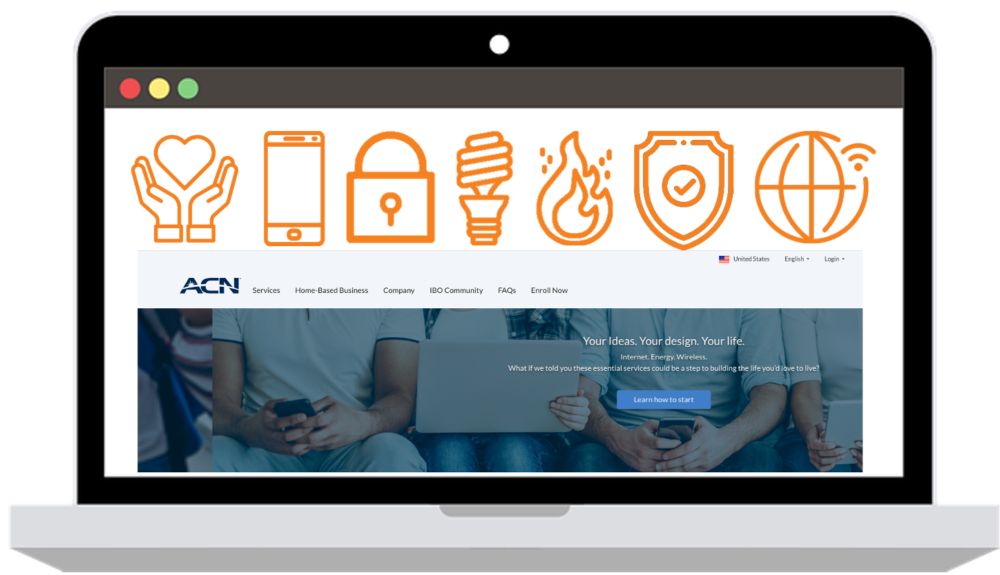 United States English Login
ACN Services Home-Based Business Company IBO Community FAQs Enroll Now
Your Ideas. Your design. Your life.
Internet. Energy. Wireless.
What if we told you these essential services could be a step to building the life you'd love to live?
Learn how to start